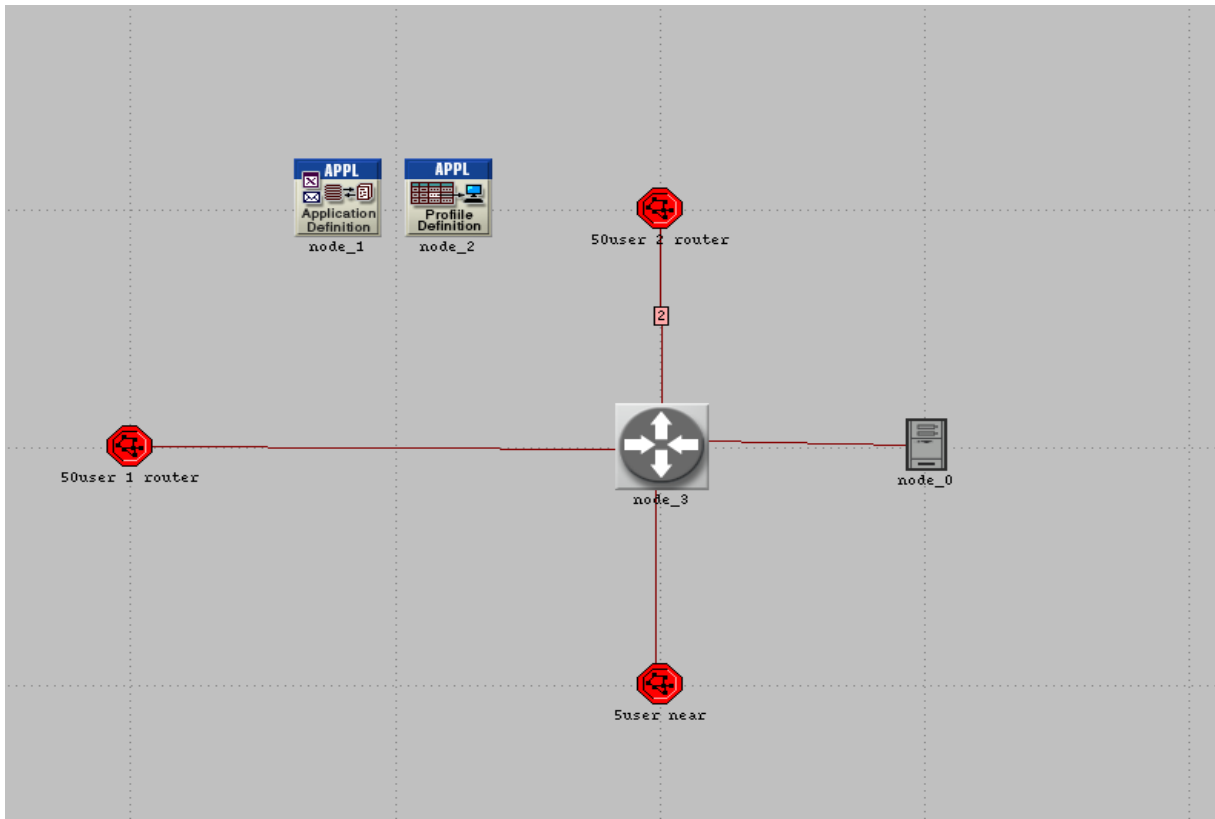 APPL
Application
Definition
node_1
APPL
Profile
Definition
node_2
50user 2 router
2
50user 1 router
node_3
node_0
5user near